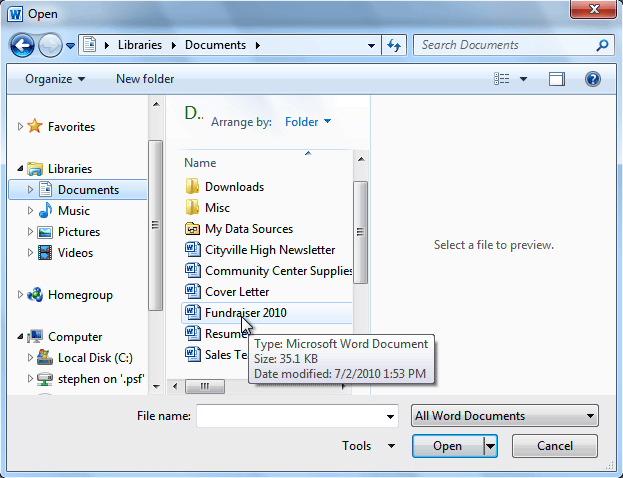 Open
Libraries
Documents
Search Documents
Organize
New folder
Favorites
Libraries
Documents
Music
Pictures
Videos
Homegroup
Computer
Local Disk (C:)
stephen on '.psf'
D..
Arrange by: Folder
Name
Downloads
Misc
My Data Sources
Cityville High Newsletter
Community Center Supplies
Cover Letter
Fundraiser 2010
Resume
Sales Te
Type: Microsoft Word Document
Size: 35.1 KB
Date modified: 7/2/2010 1:53 PM
Select a file to preview.
File name:
All Word Documents
Tools
Open
Cancel